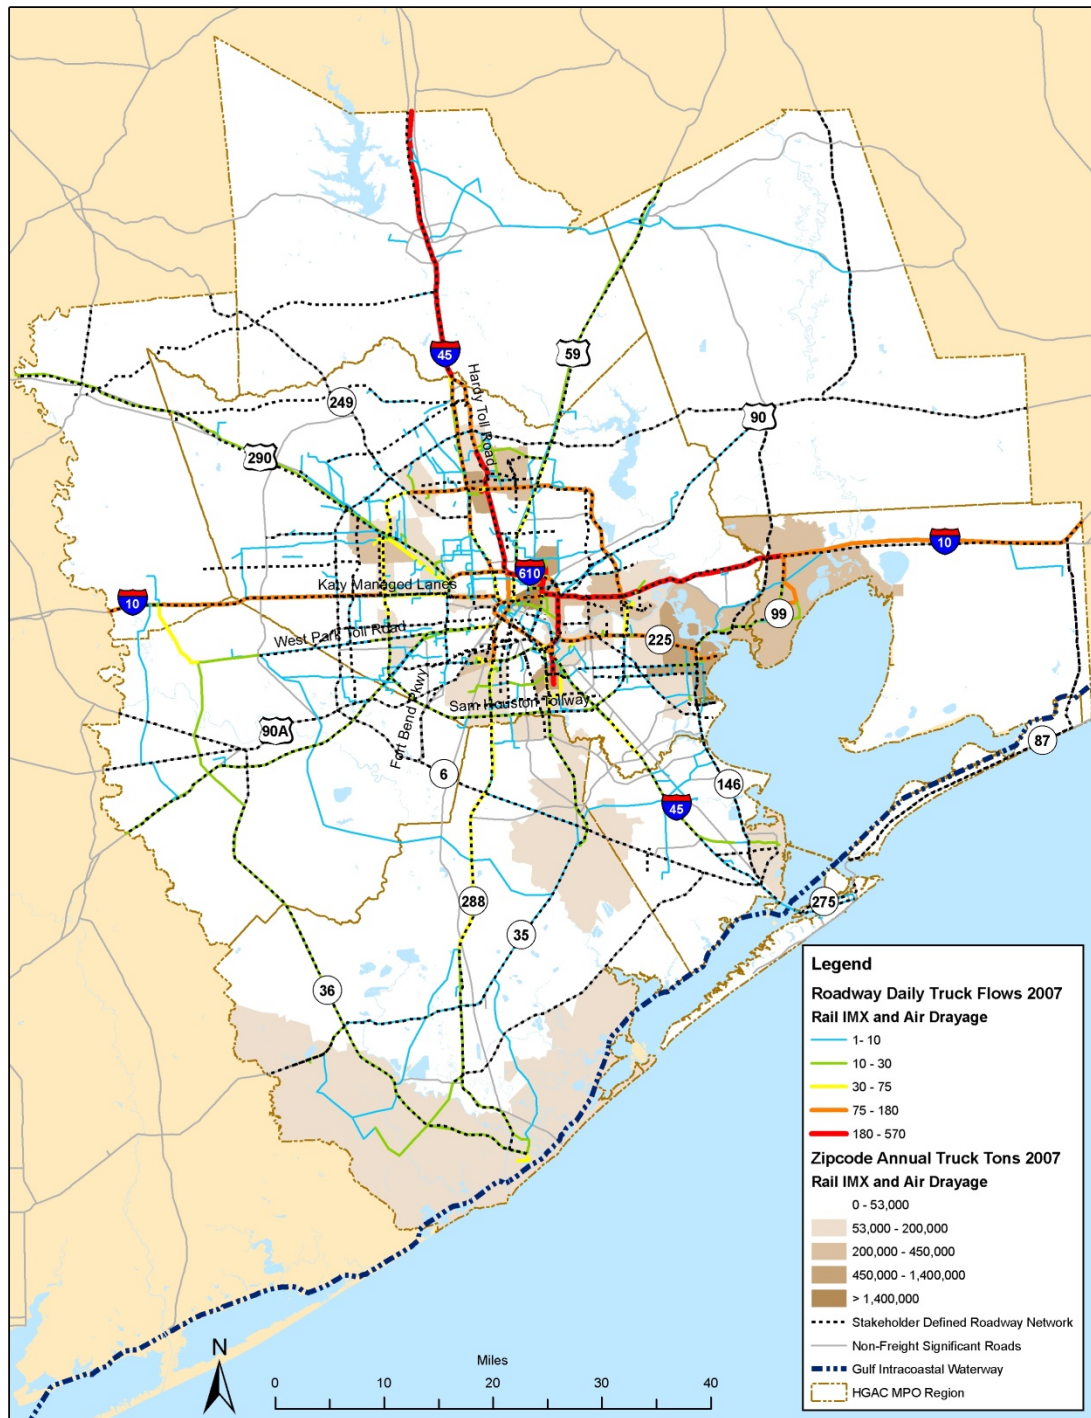 45
59
Hardy Toll Road
249
90
290
10
610
Katy Managed Lanes
10
99
West Park Toll Road
225
Sam Houston Tollway
Fort Bend Pkwy
90A
87
6
146
45
288
275
35
36
Legend
Roadway Daily Truck Flows 2007
Rail IMX and Air Drayage
1- 10
10 - 30
30 - 75
75 - 180
180 - 570
Zipcode Annual Truck Tons 2007
Rail IMX and Air Drayage
0 - 53,000
53,000 - 200,000
200,000 - 450,000
450,000 - 1,400,000
> 1,400,000
Stakeholder Defined Roadway Network
Non-Freight Significant Roads
Gulf Intracoastal Waterway
HGAC MPO Region
N
Miles
0 10 20 30 40